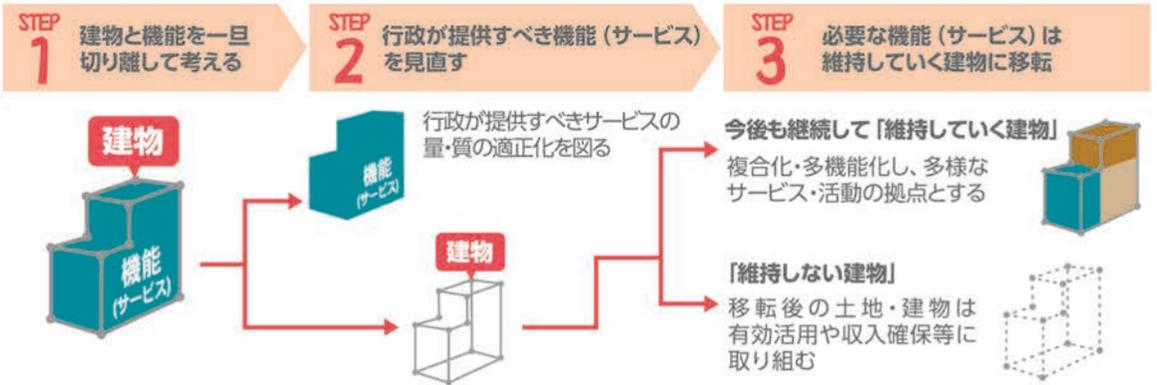 STEP
1
建物と機能を一旦
切り離して考える
STEP
2
行政が提供すべき機能（サービス）
を見直す
STEP
3
必要な機能（サービス）は
維持していく建物に移転
建物
機能
（サービス）
機能
（サービス）
行政が提供すべきサービスの
量・質の適正化を図る
建物
今後も継続して「維持していく建物」
複合化・多機能化し、多様な
サービス・活動の拠点とする
「維持しない建物」
移転後の土地・建物は
有効活用や収入確保等に
取り組む